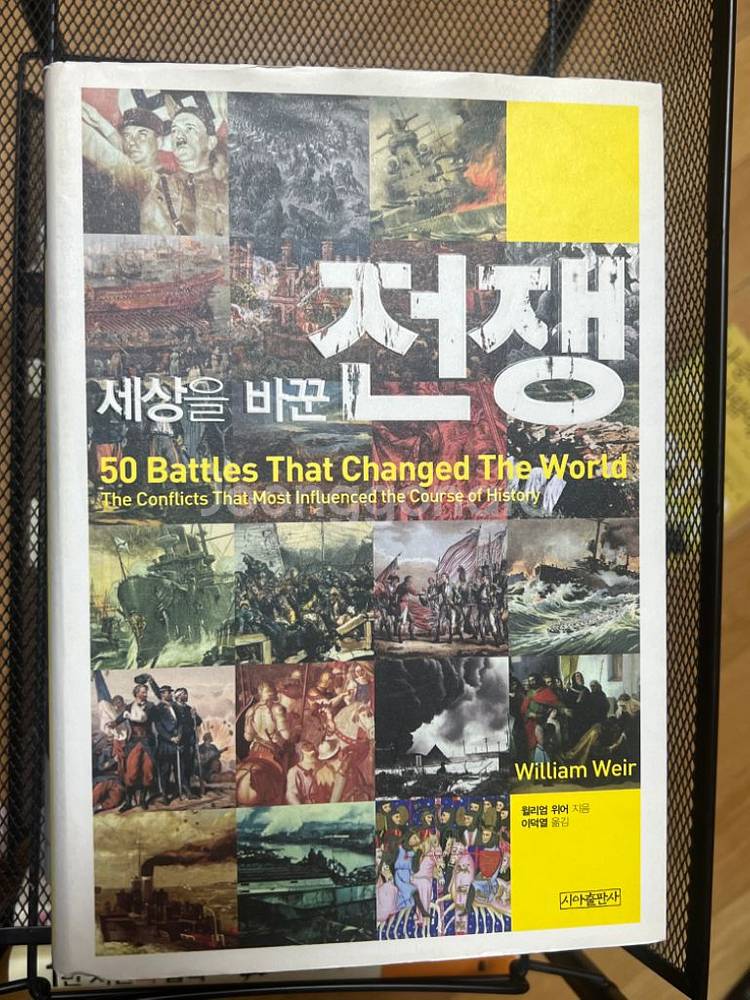 세상을 바꾼 전쟁
50 Battles That Changed The World
The Conflicts That Most Influenced the Course of History
William Weir
윌리엄 위어 지음
이덕열 옮김
시아출판사